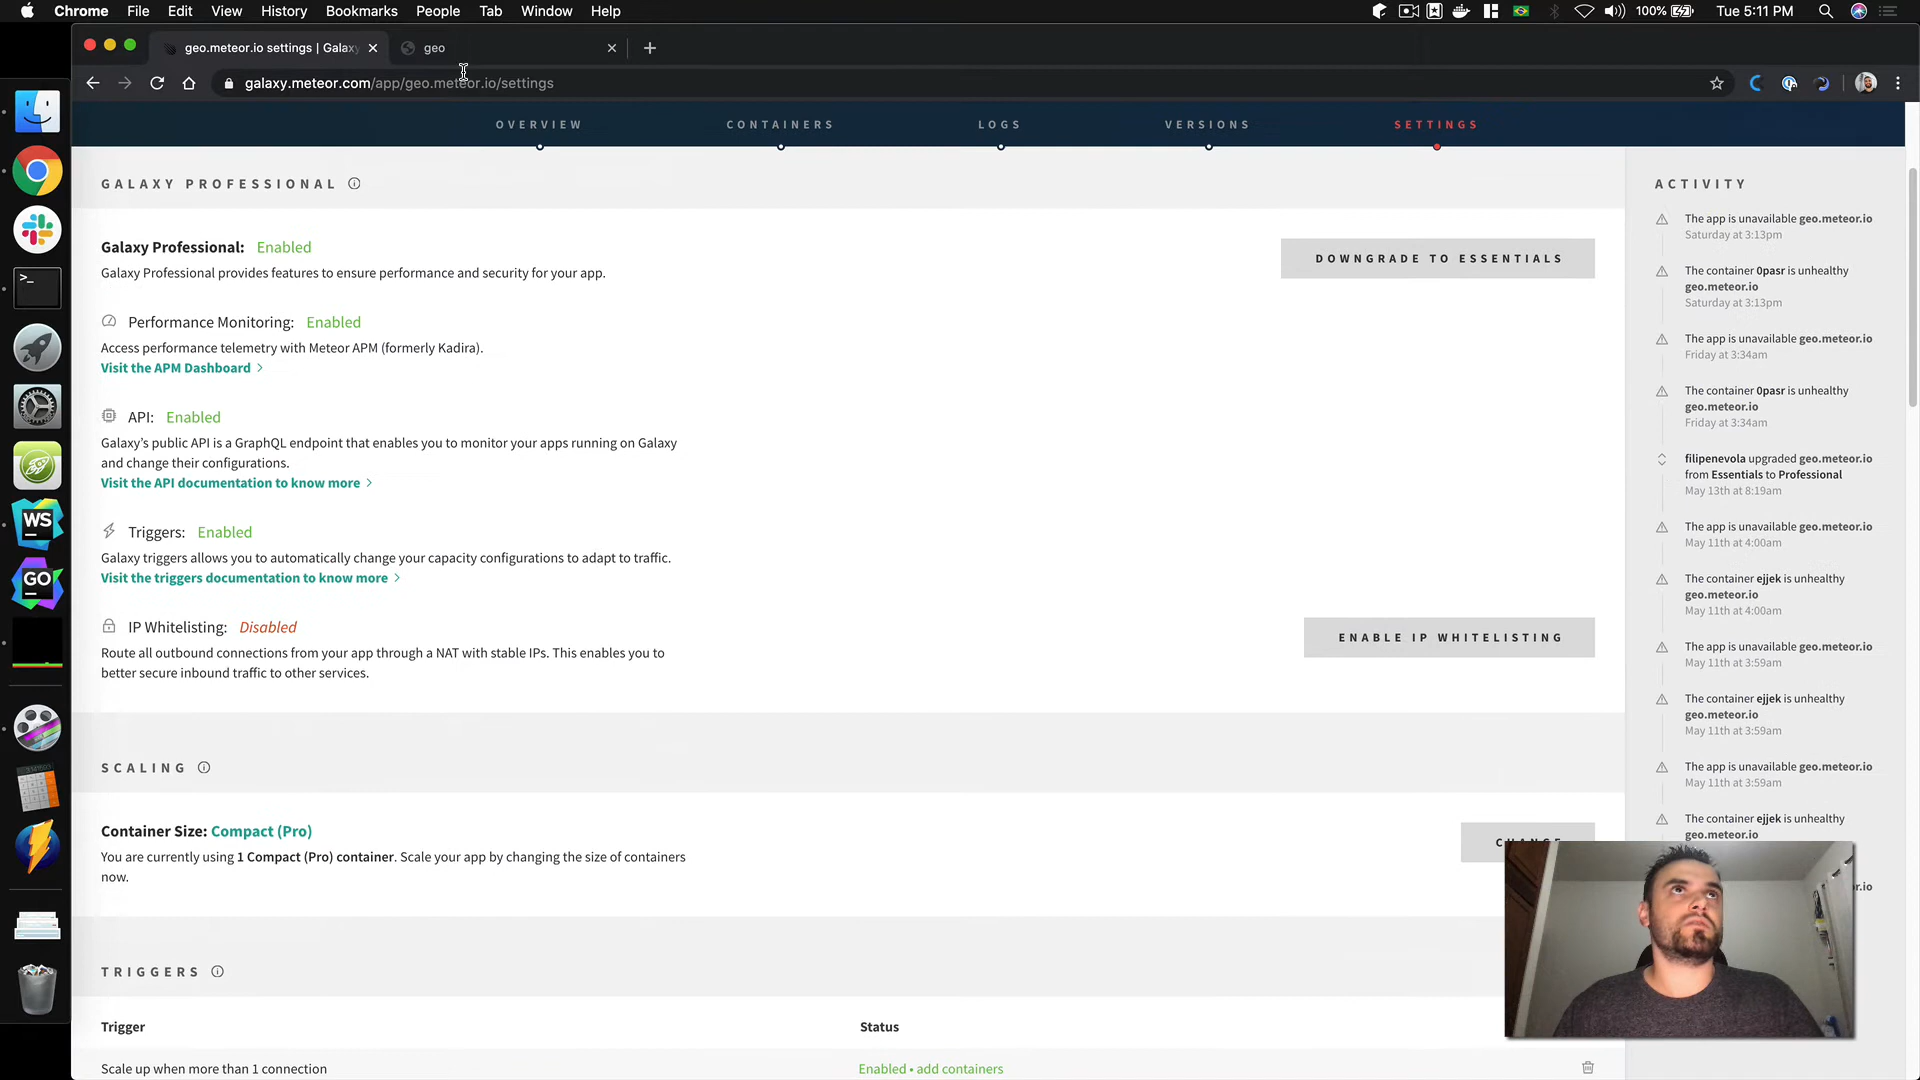 Chrome File Edit View History Bookmarks People Tab Window Help
100% Tue 5:11 PM
geo.meteor.io settings | Galaxy
geo
galaxy.meteor.com/app/geo.meteor.io/settings
OVERVIEW CONTAINERS LOGS VERSIONS SETTINGS
GALAXY PROFESSIONAL
Galaxy Professional: Enabled
Galaxy Professional provides features to ensure performance and security for your app.
DOWNGRADE TO ESSENTIALS
Performance Monitoring: Enabled
Access performance telemetry with Meteor APM (formerly Kadira).
Visit the APM Dashboard >
API: Enabled
Galaxy’s public API is a GraphQL endpoint that enables you to monitor your apps running on Galaxy
and change their configurations.
Visit the API documentation to know more >
Triggers: Enabled
Galaxy triggers allows you to automatically change your capacity configurations to adapt to traffic.
Visit the triggers documentation to know more >
IP Whitelisting: Disabled
Route all outbound connections from your app through a NAT with stable IPs. This enables you to
better secure inbound traffic to other services.
ENABLE IP WHITELISTING
SCALING
Container Size: Compact (Pro)
You are currently using 1 Compact (Pro) container. Scale your app by changing the size of containers
now.
CHANGE
TRIGGERS
Trigger Status
Scale up when more than 1 connection Enabled • add containers
ACTIVITY
The app is unavailable geo.meteor.io
Saturday at 3:13pm
The container 0pasr is unhealthy
geo.meteor.io
Saturday at 3:13pm
The app is unavailable geo.meteor.io
Friday at 3:34am
The container 0pasr is unhealthy
geo.meteor.io
Friday at 3:34am
filipenevola upgraded geo.meteor.io
from Essentials to Professional
May 13th at 8:19am
The app is unavailable geo.meteor.io
May 11th at 4:00am
The container ejjek is unhealthy
geo.meteor.io
May 11th at 4:00am
The app is unavailable geo.meteor.io
May 11th at 3:59am
The container ejjek is unhealthy
geo.meteor.io
May 11th at 3:59am
The app is unavailable geo.meteor.io
May 11th at 3:59am
The container ejjek is unhealthy
geo.meteor.io
WS
GO